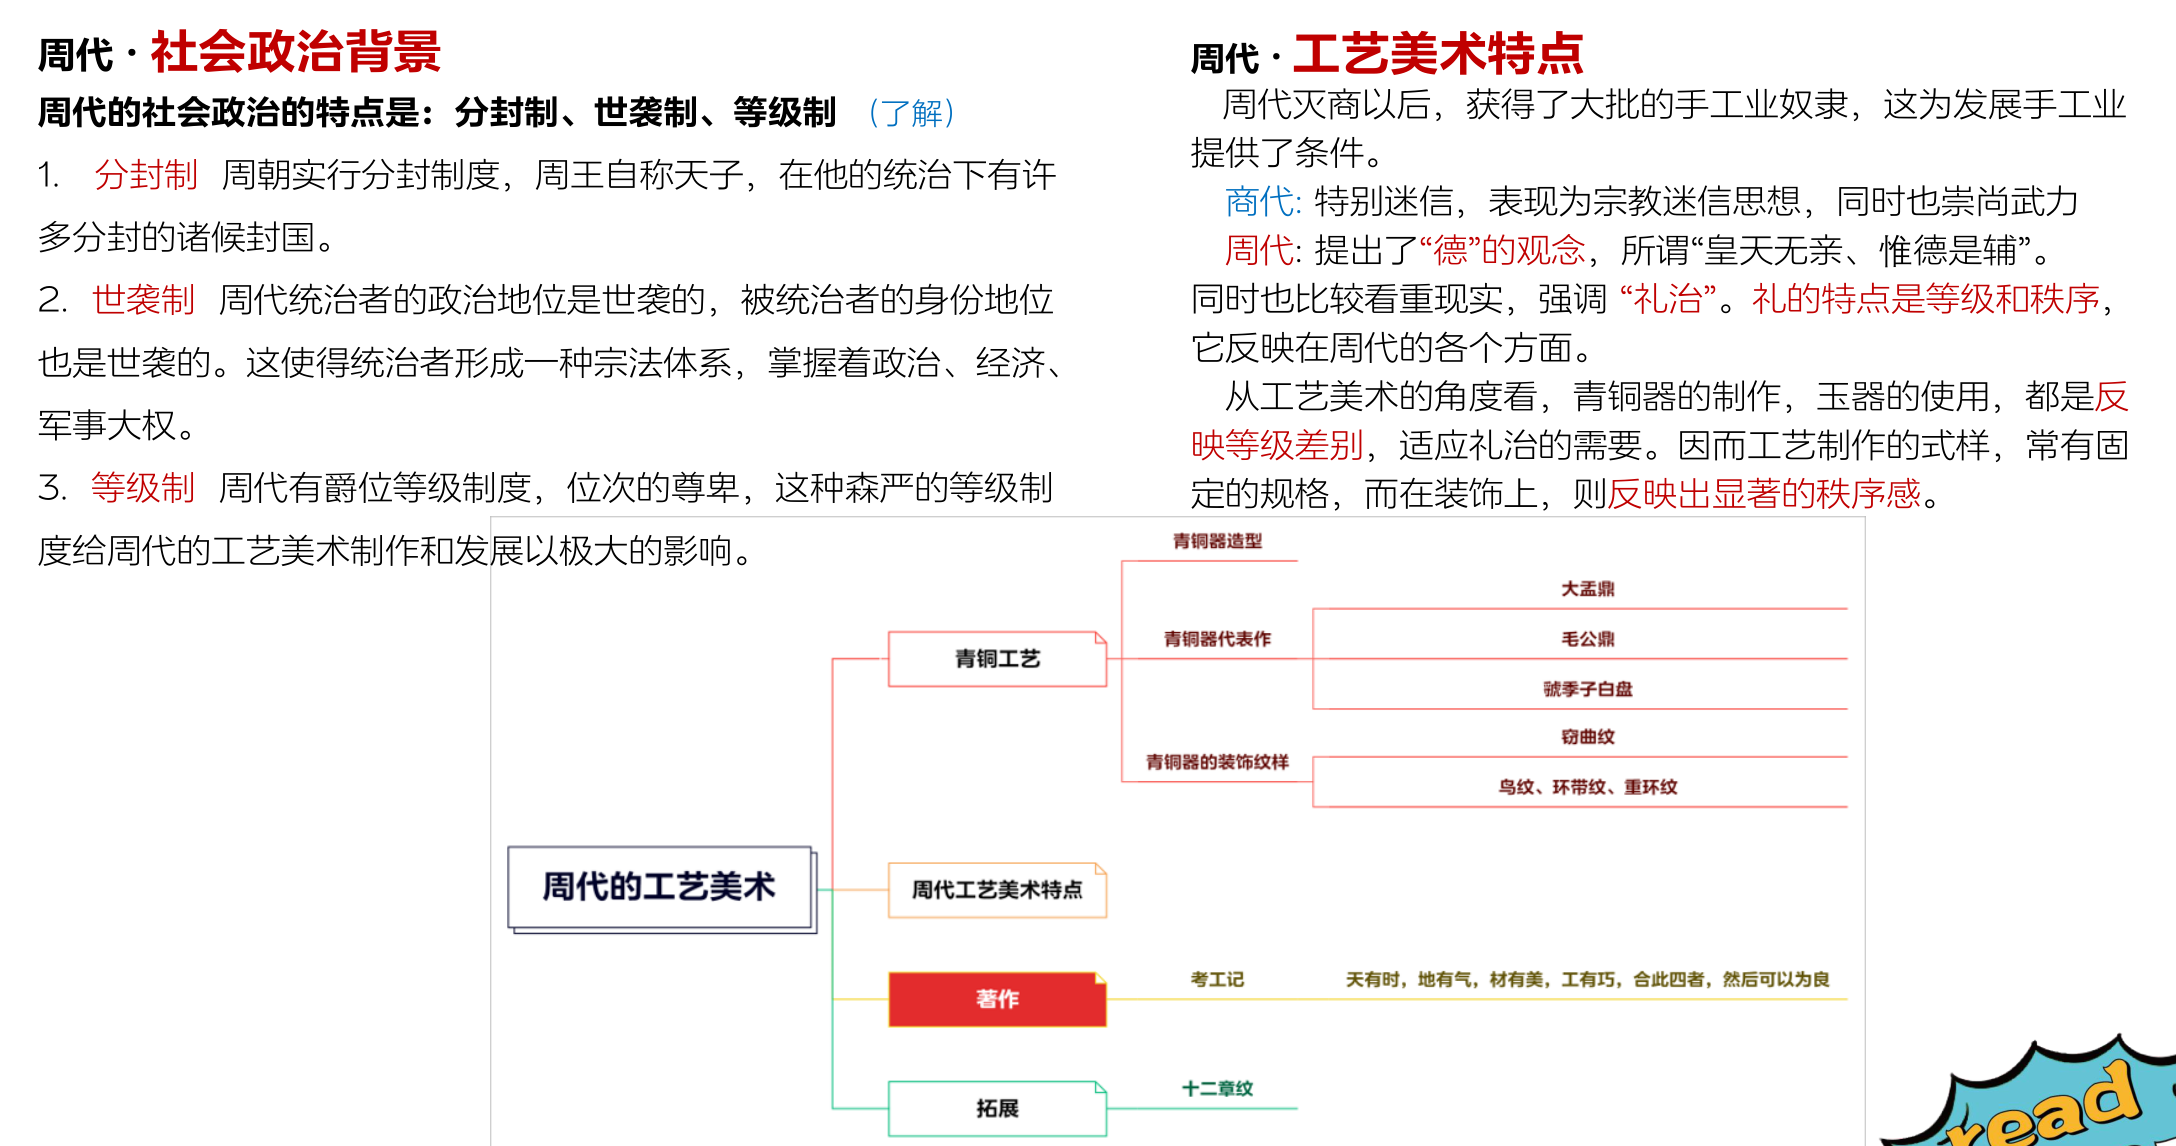 周代 · 社会政治背景
周代的社会政治的特点是：分封制、世袭制、等级制 （了解）
1. 分封制 周朝实行分封制度，周王自称天子，在他的统治下有许
多分封的诸候封国。
2. 世袭制 周代统治者的政治地位是世袭的，被统治者的身份地位
也是世袭的。这使得统治者形成一种宗法体系，掌握着政治、经济、
军事大权。
3. 等级制 周代有爵位等级制度，位次的尊卑，这种森严的等级制
度给周代的工艺美术制作和发展以极大的影响。
周代 · 工艺美术特点
周代灭商以后，获得了大批的手工业奴隶，这为发展手工业
提供了条件。
商代: 特别迷信，表现为宗教迷信思想，同时也崇尚武力
周代: 提出了“德”的观念，所谓“皇天无亲、惟德是辅”。
同时也比较看重现实，强调 “礼治”。礼的特点是等级和秩序，
它反映在周代的各个方面。
从工艺美术的角度看，青铜器的制作，玉器的使用，都是反
映等级差别，适应礼治的需要。因而工艺制作的式样，常有固
定的规格，而在装饰上，则反映出显著的秩序感。
周代的工艺美术
青铜工艺
青铜器造型
青铜器代表作
大盂鼎
毛公鼎
虢季子白盘
青铜器的装饰纹样
窃曲纹
鸟纹、环带纹、重环纹
周代工艺美术特点
著作
考工记
天有时，地有气，材有美，工有巧，合此四者，然后可以为良
拓展
十二章纹
read